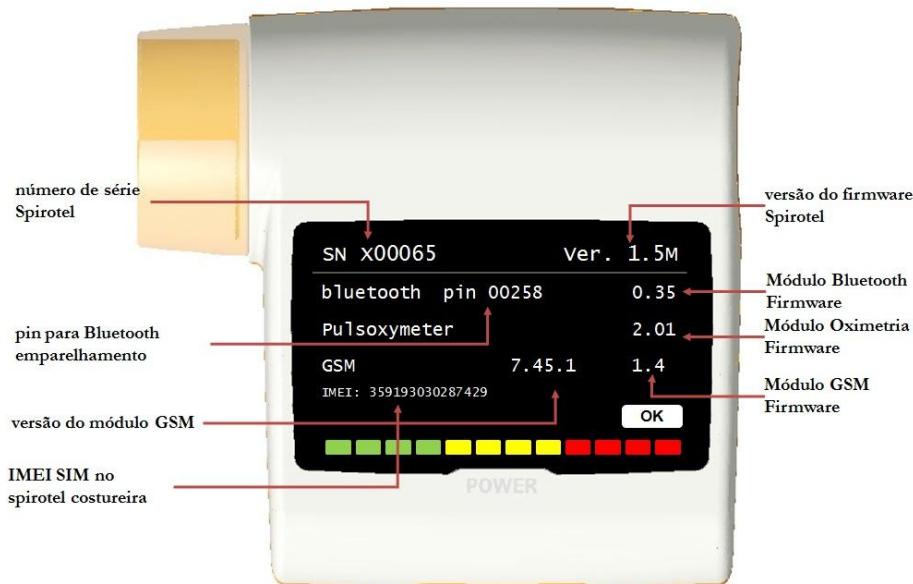 número de série
Spirotel
versão do firmware
Spirotel
SN x00065 Ver. 1.5M
bluetooth pin 00258 0.35
Módulo Bluetooth
Firmware
Pulsoxymeter 2.01
Módulo Oximetria
Firmware
pin para Bluetooth
emparelhamento
GSM 7.45.1 1.4
Módulo GSM
Firmware
IMEI: 359193030287429
OK
versão do módulo GSM
IMEI SIM no
spirotel costureira
POWER